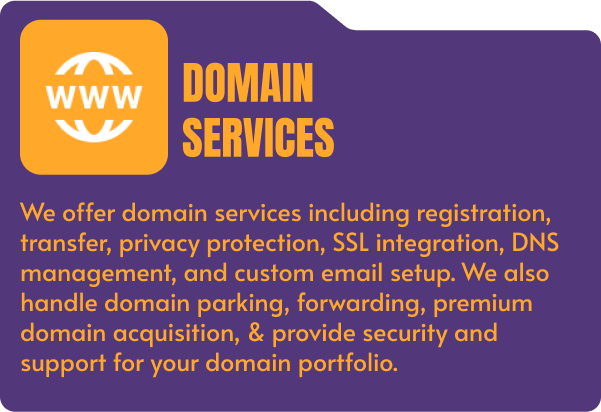 WWW
DOMAIN
SERVICES
We offer domain services including registration,
transfer, privacy protection, SSL integration, DNS
management, and custom email setup. We also
handle domain parking, forwarding, premium
domain acquisition, & provide security and
support for your domain portfolio.